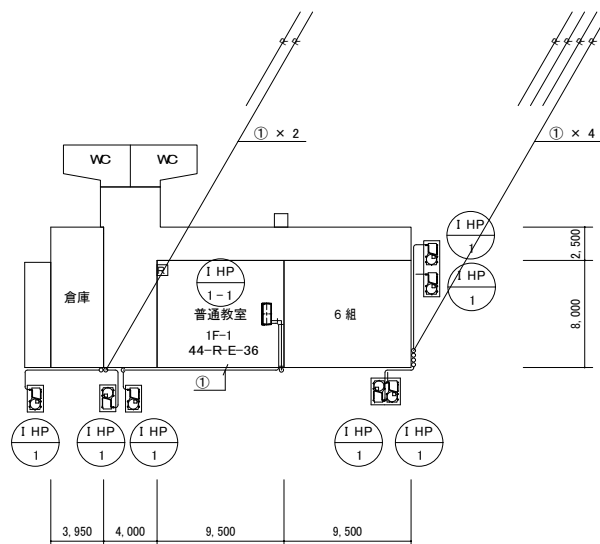 ① × 2
① × 4
WC
WC
I HP
1
I HP
1
2,500
8,000
倉庫
R
I HP
1-1
普通教室
1F-1
44-R-E-36
6組
①
I HP
1
I HP
1
I HP
1
I HP
1
I HP
1
3,950
4,000
9,500
9,500